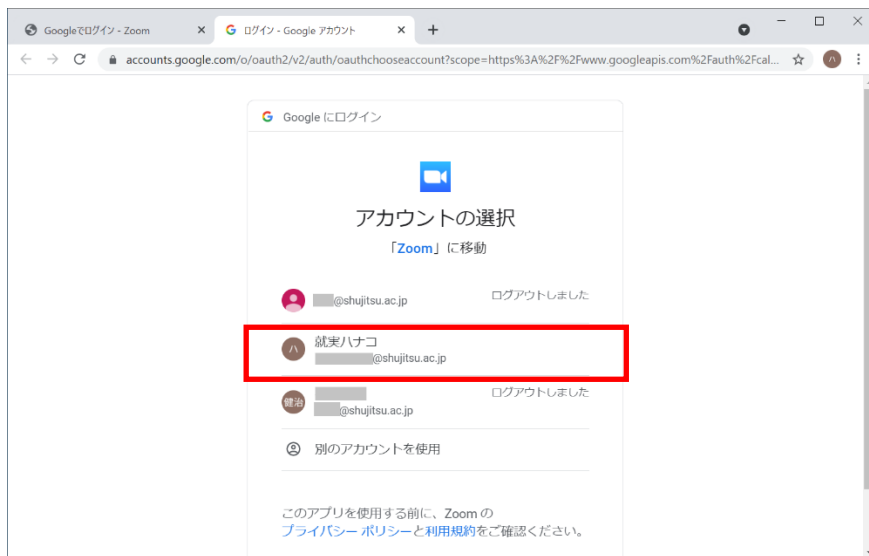 Googleでログイン - Zoom
ログイン - Google アカウント
accounts.google.com/o/oauth2/v2/auth/oauthchooseaccount?scope=https%3A%2F%2Fwww.googleapis.com%2Fauth%2Fcal...
ハ
Google にログイン
アカウントの選択
「Zoom」に移動
@shujitsu.ac.jp
ログアウトしました
ハ
就実ハナコ
@shujitsu.ac.jp
健治
ログアウトしました
@shujitsu.ac.jp
別のアカウントを使用
このアプリを使用する前に、Zoom の
プライバシー ポリシーと利用規約をご確認ください。